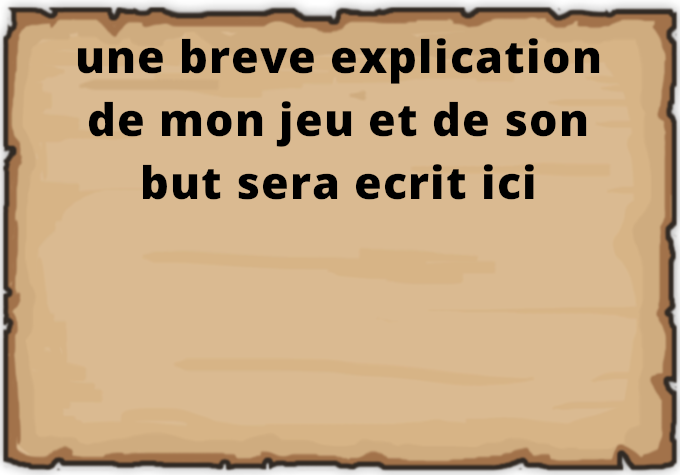 une breve explication
de mon jeu et de son
but sera ecrit ici